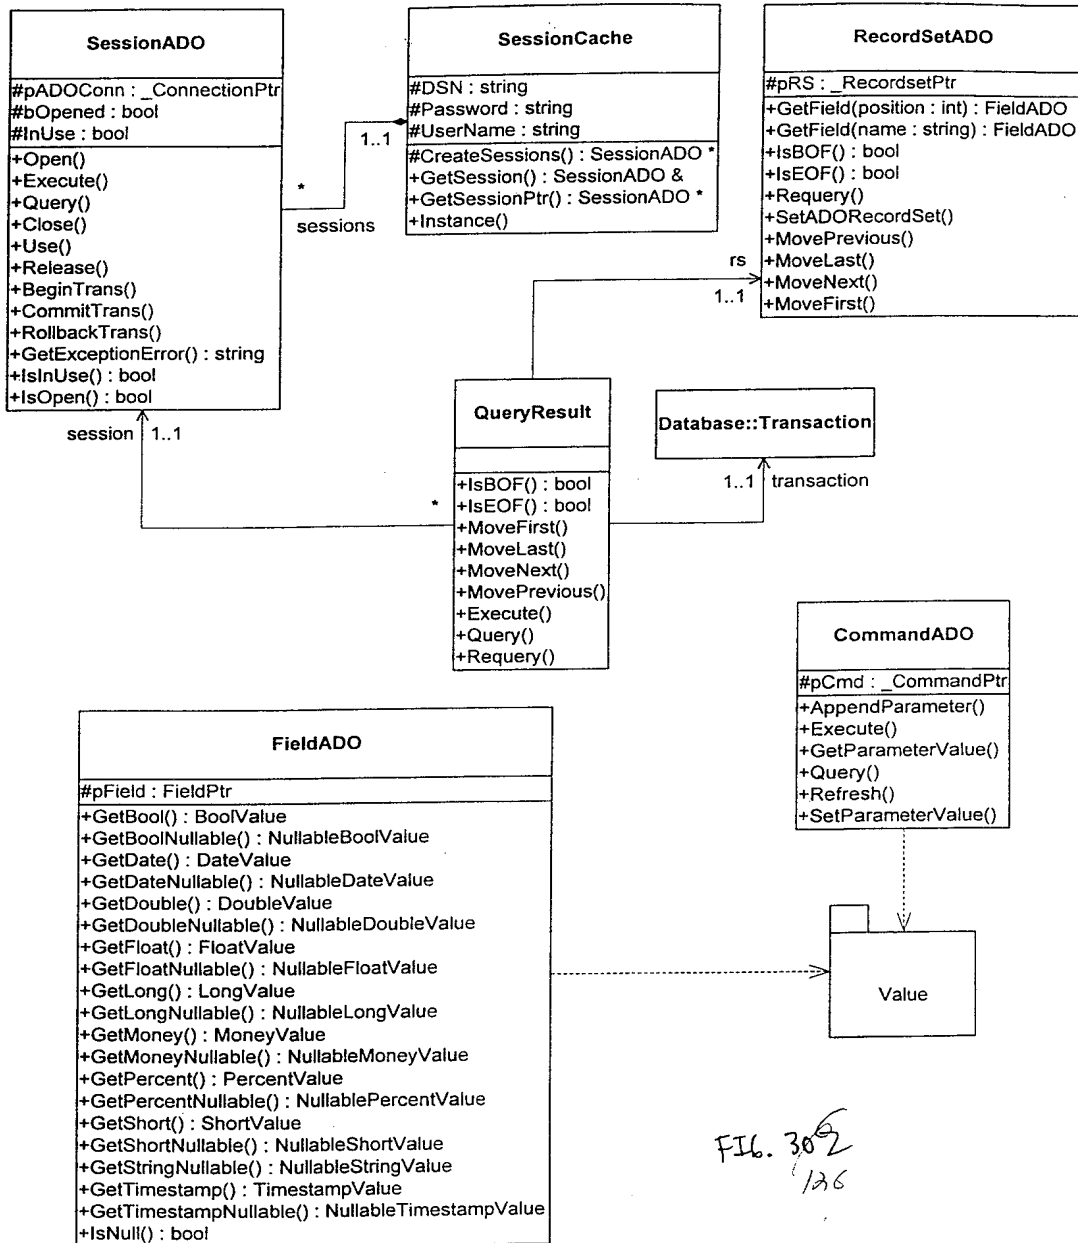 SessionADO
#pADOConn : _ConnectionPtr
#bOpened : bool
#InUse : bool
+Open()
+Execute()
+Query()
+Close()
+Use()
+Release()
+BeginTrans()
+CommitTrans()
+RollbackTrans()
+GetExceptionError() : string
+IsInUse() : bool
+IsOpen() : bool
SessionCache
#DSN : string
#Password : string
#UserName : string
#CreateSessions() : SessionADO *
+GetSession() : SessionADO &
+GetSessionPtr() : SessionADO *
+Instance()
1..1
*
sessions
RecordSetADO
#pRS : _RecordsetPtr
+GetField(position : int) : FieldADO
+GetField(name : string) : FieldADO
+IsBOF() : bool
+IsEOF() : bool
+Requery()
+SetADORecordSet()
+MovePrevious()
+MoveLast()
+MoveNext()
+MoveFirst()
rs
1..1
session 1..1
*
QueryResult
+IsBOF() : bool
+IsEOF() : bool
+MoveFirst()
+MoveLast()
+MoveNext()
+MovePrevious()
+Execute()
+Query()
+Requery()
Database::Transaction
1..1 transaction
CommandADO
#pCmd : _CommandPtr
+AppendParameter()
+Execute()
+GetParameterValue()
+Query()
+Refresh()
+SetParameterValue()
FieldADO
#pField : FieldPtr
+GetBool() : BoolValue
+GetBoolNullable() : NullableBoolValue
+GetDate() : DateValue
+GetDateNullable() : NullableDateValue
+GetDouble() : DoubleValue
+GetDoubleNullable() : NullableDoubleValue
+GetFloat() : FloatValue
+GetFloatNullable() : NullableFloatValue
+GetLong() : LongValue
+GetLongNullable() : NullableLongValue
+GetMoney() : MoneyValue
+GetMoneyNullable() : NullableMoneyValue
+GetPercent() : PercentValue
+GetPercentNullable() : NullablePercentValue
+GetShort() : ShortValue
+GetShortNullable() : NullableShortValue
+GetStringNullable() : NullableStringValue
+GetTimestamp() : TimestampValue
+GetTimestampNullable() : NullableTimestampValue
+IsNull() : bool
Value
FIG.
126